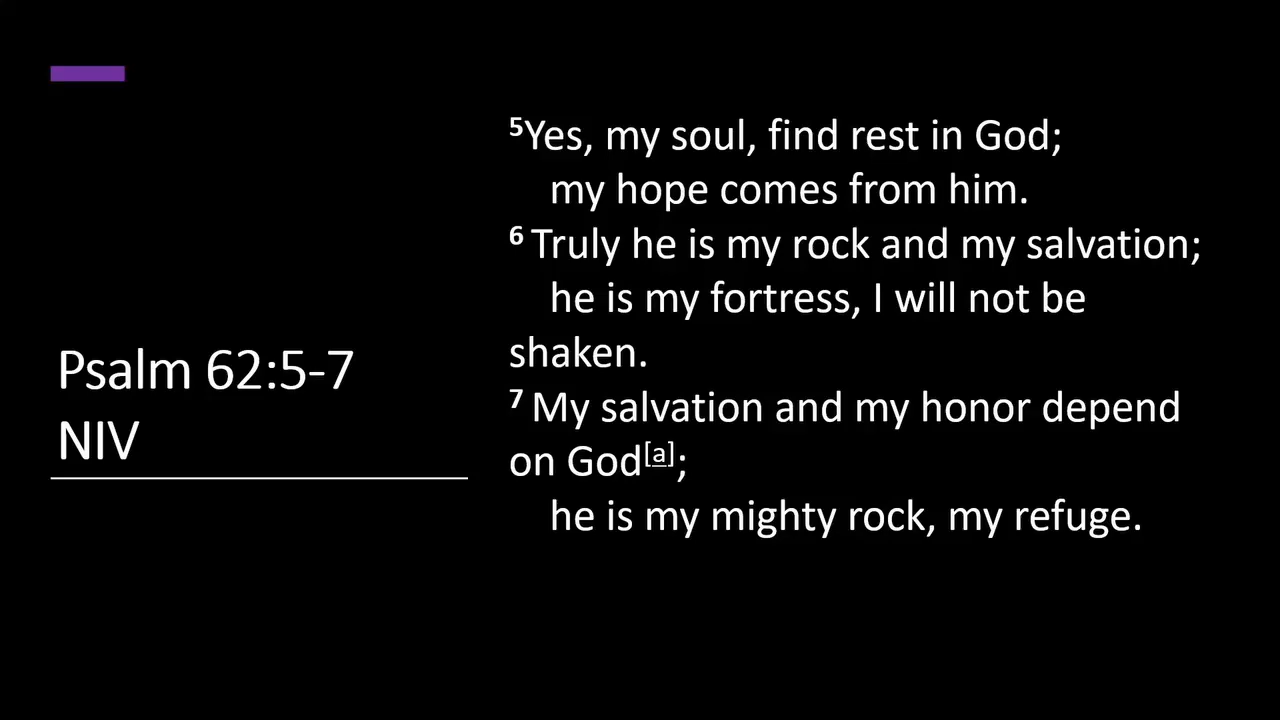 Psalm 62:5-7
NIV
5Yes, my soul, find rest in God;
my hope comes from him.
6 Truly he is my rock and my salvation;
he is my fortress, I will not be
shaken.
7 My salvation and my honor depend
on God[a];
he is my mighty rock, my refuge.